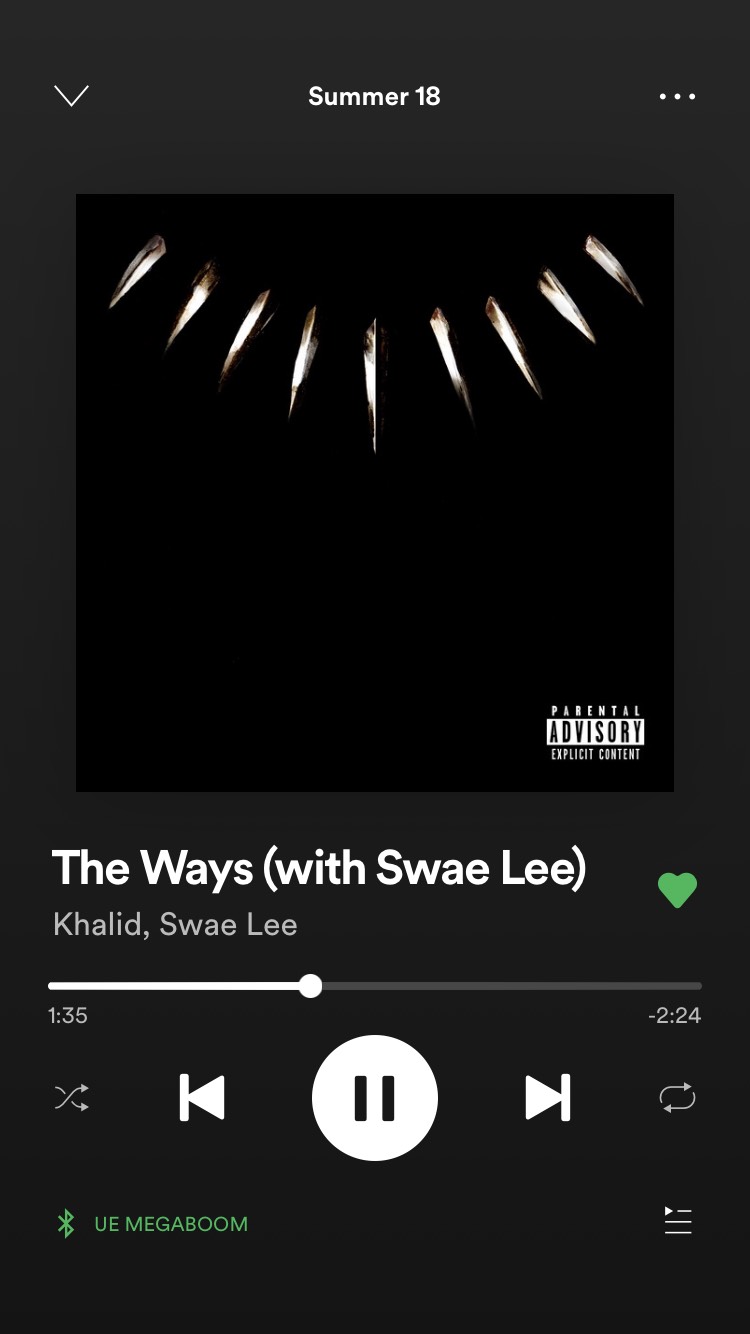 Summer 18
PARENTAL
ADVISORY
EXPLICIT CONTENT
The Ways (with Swae Lee)
Khalid, Swae Lee
1:35
-2:24
UE MEGABOOM